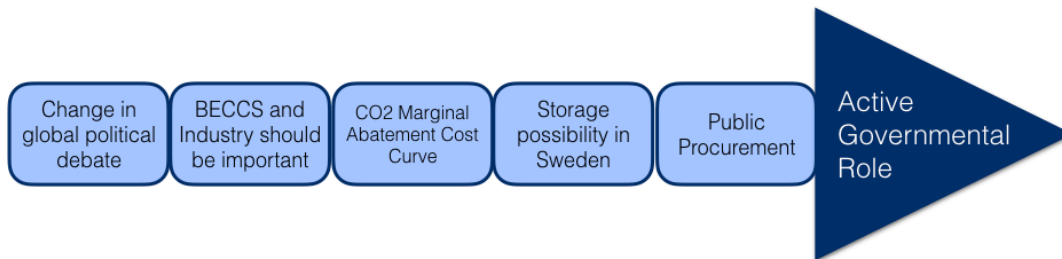 Change in
global political
debate
BECCS and
Industry should
be important
CO2 Marginal
Abatement Cost
Curve
Storage
possibility in
Sweden
Public
Procurement
Active
Governmental
Role